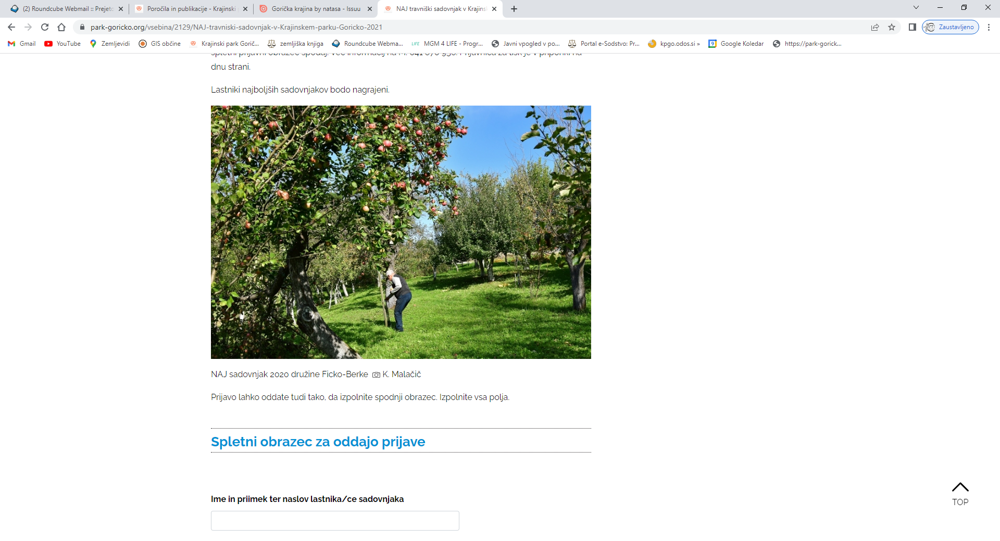 (2) Roundcube Webmail :: Prejeto
Poročila in publikacije - Krajinski
Gorička krajina by natasa - Issuu
NAJ travniški sadovnjak v Krajins
park-goricko.org/vsebina/2129/NAJ-travniski-sadovnjak-v-Krajinskem-parku-Goricko-2021
Zaustavljeno
Gmail
YouTube
Zemljevidi
GIS občine
Krajinski park Gorič...
zemljiška knjiga
Roundcube Webma...
LIFE MGM 4 LIFE - Progr...
Javni vpogled v po...
Portal e-Sodstvo: Pr...
kpgo.odos.si »
9 Google Koledar
https://park-gorick...
dnu strani.
Lastniki najboljših sadovnjakov bodo nagrajeni.
NAJ sadovnjak 2020 družine Ficko-Berke K. Malačič
Prijavo lahko oddate tudi tako, da izpolnite spodnji obrazec. Izpolnite vsa polja.
Spletni obrazec za oddajo prijave
Ime in priimek ter naslov lastnika/ce sadovnjaka
TOP